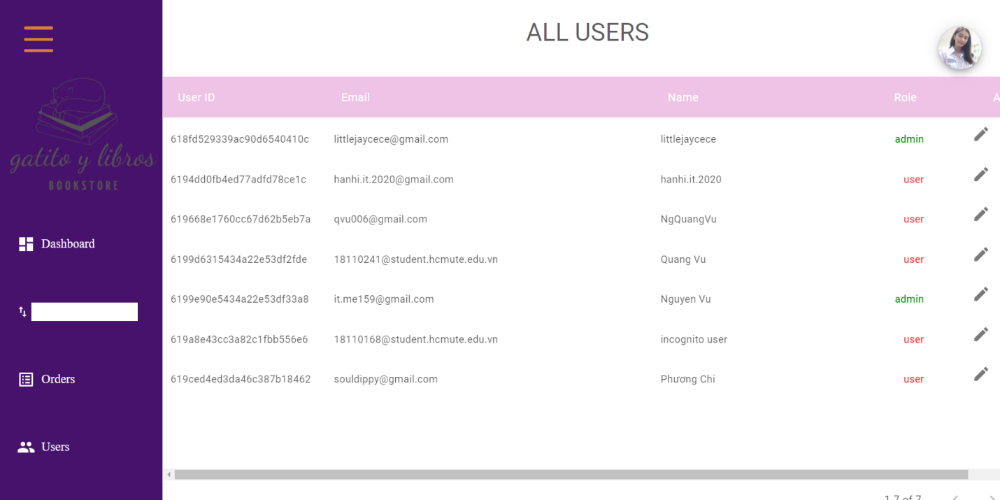 ALL USERS
gatito y libros
BOOKSTORE
Dashboard
Orders
Users
User ID Email Name Role A
618fd529339ac90d6540410c littlejaycece@gmail.com littlejaycece admin
6194dd0fb4ed77adfd78ce1c hanhi.it.2020@gmail.com hanhi.it.2020 user
619668e1760cc67d62b5eb7a qvu006@gmail.com NgQuangVu user
6199d6315434a22e53df2fde 18110241@student.hcmute.edu.vn Quang Vu user
6199e90e5434a22e53df33a8 it.me159@gmail.com Nguyen Vu admin
619a8e43cc3a82c1fbb556e6 18110168@student.hcmute.edu.vn incognito user user
619ced4ed3da46c387b18462 souldippy@gmail.com Phương Chi user
1-7 of 7